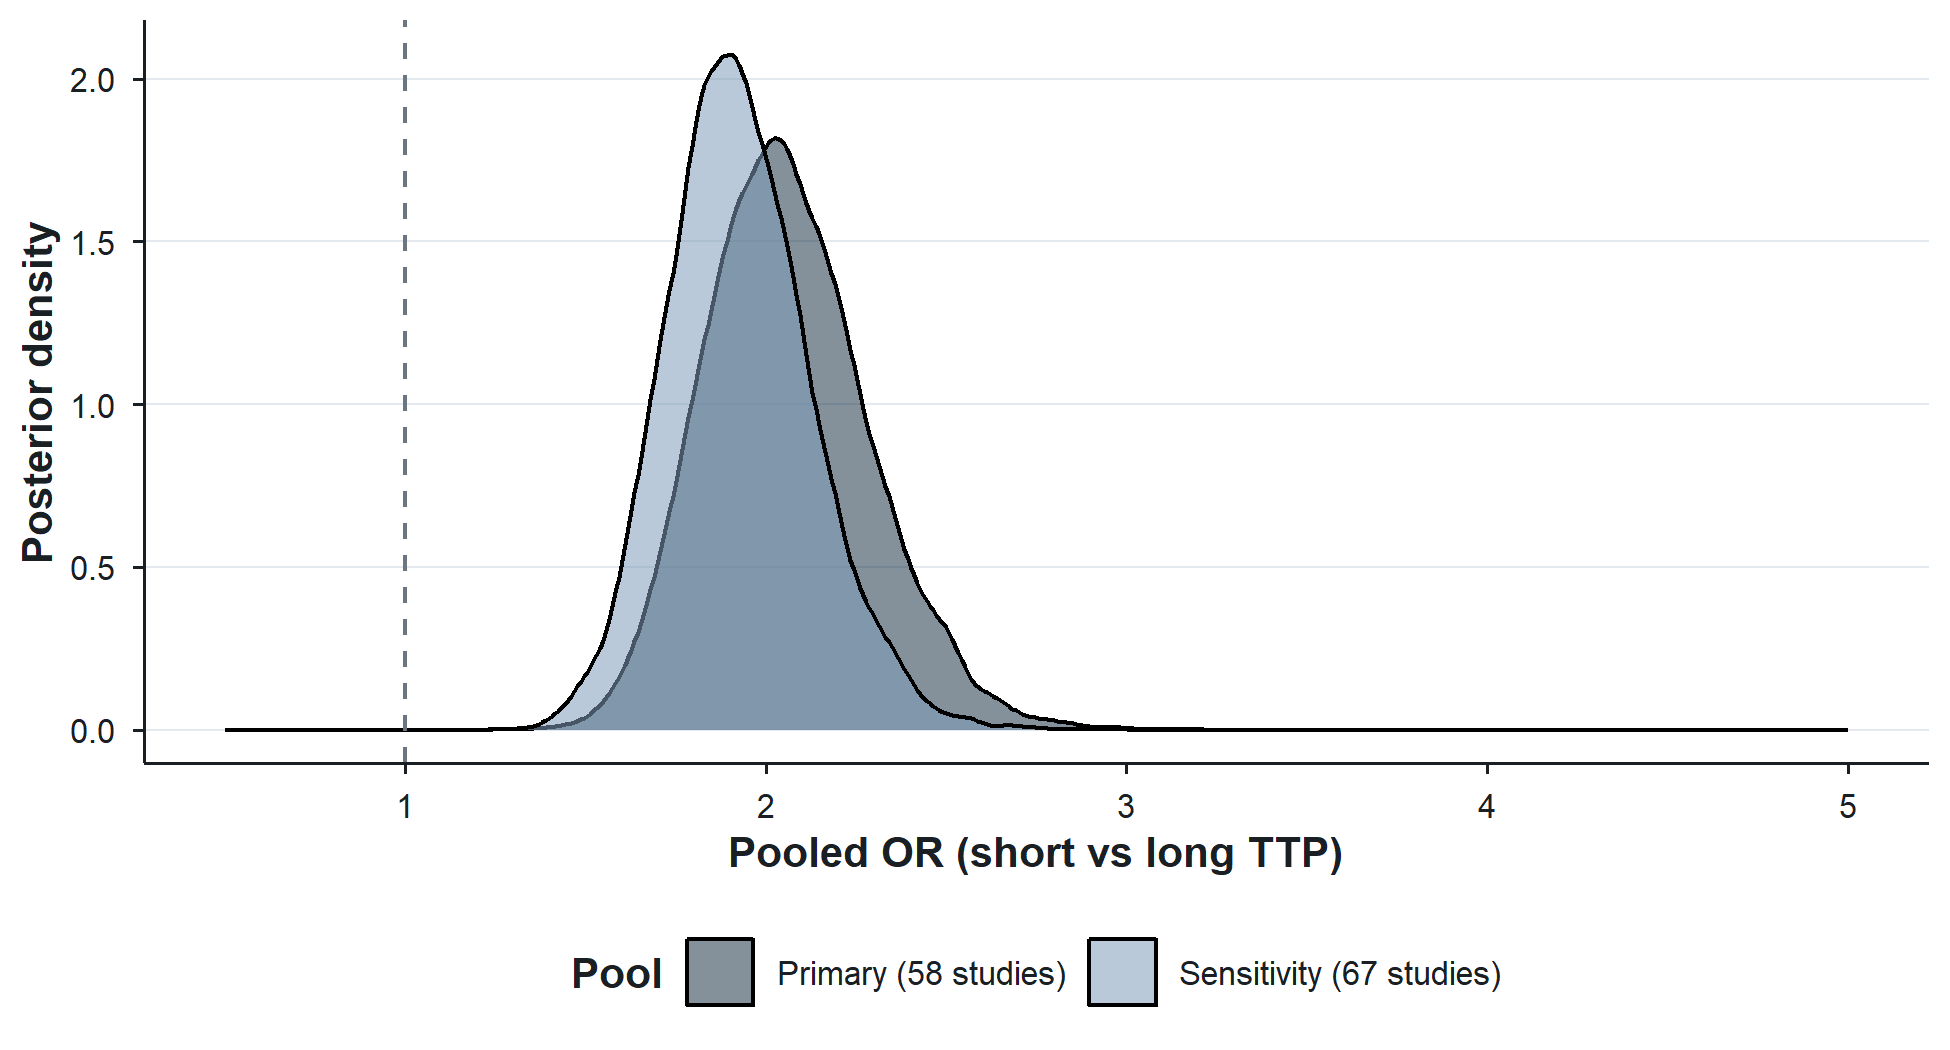 Posterior density
2.0
1.5
1.0
0.5
0.0
1 2 3 4 5
Pooled OR (short vs long TTP)
Pool Primary (58 studies) Sensitivity (67 studies)